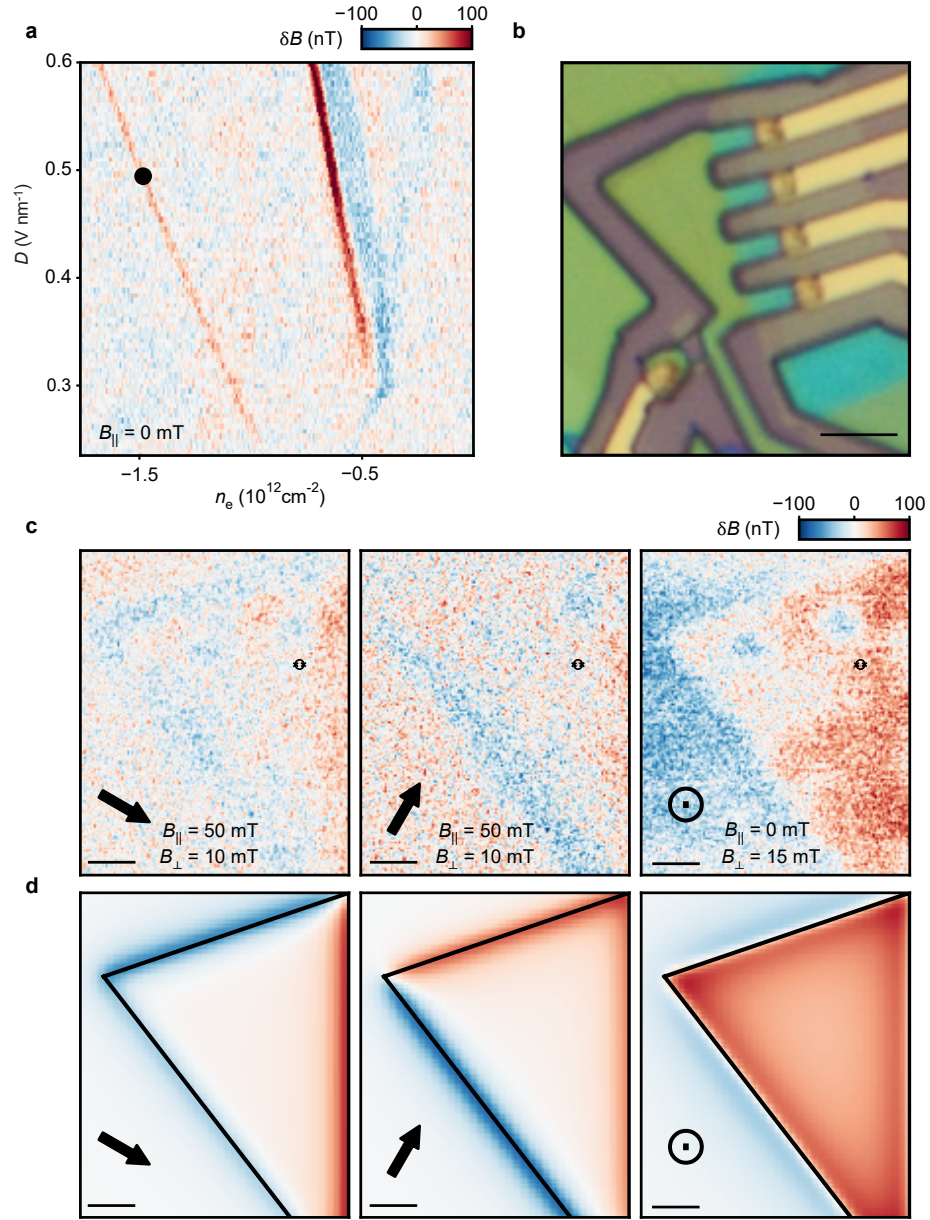 a
δB (nT)
−100 0 100
b
0.6
0.5
0.4
0.3
D (V nm-1)
B|| = 0 mT
−1.5 −0.5
ne (1012cm-2)
c
δB (nT)
−100 0 100
B|| = 50 mT
B⊥ = 10 mT
B|| = 50 mT
B⊥ = 10 mT
B|| = 0 mT
B⊥ = 15 mT
d